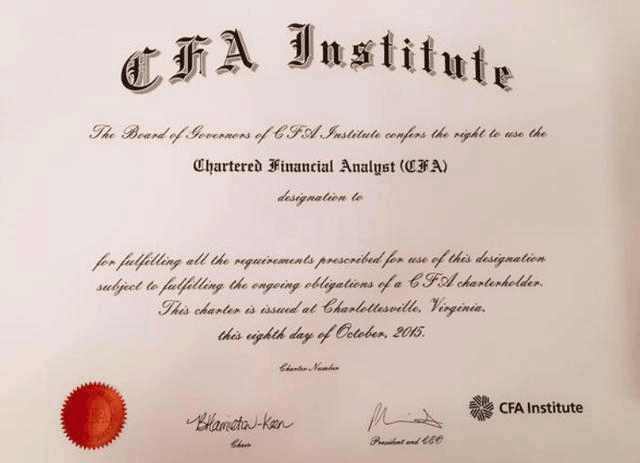 CFA Institute
The Board of Governors of CFA Institute confers the right to use the
Chartered Financial Analyst (CFA)
designation to
for fulfilling all the requirements prescribed for use of this designation
subject to fulfilling the ongoing obligations of a CFA charterholder.
This charter is issued at Charlottesville, Virginia,
this eighth day of October, 2015.
Charter Number
CFA Institute
Chair
President and CEO